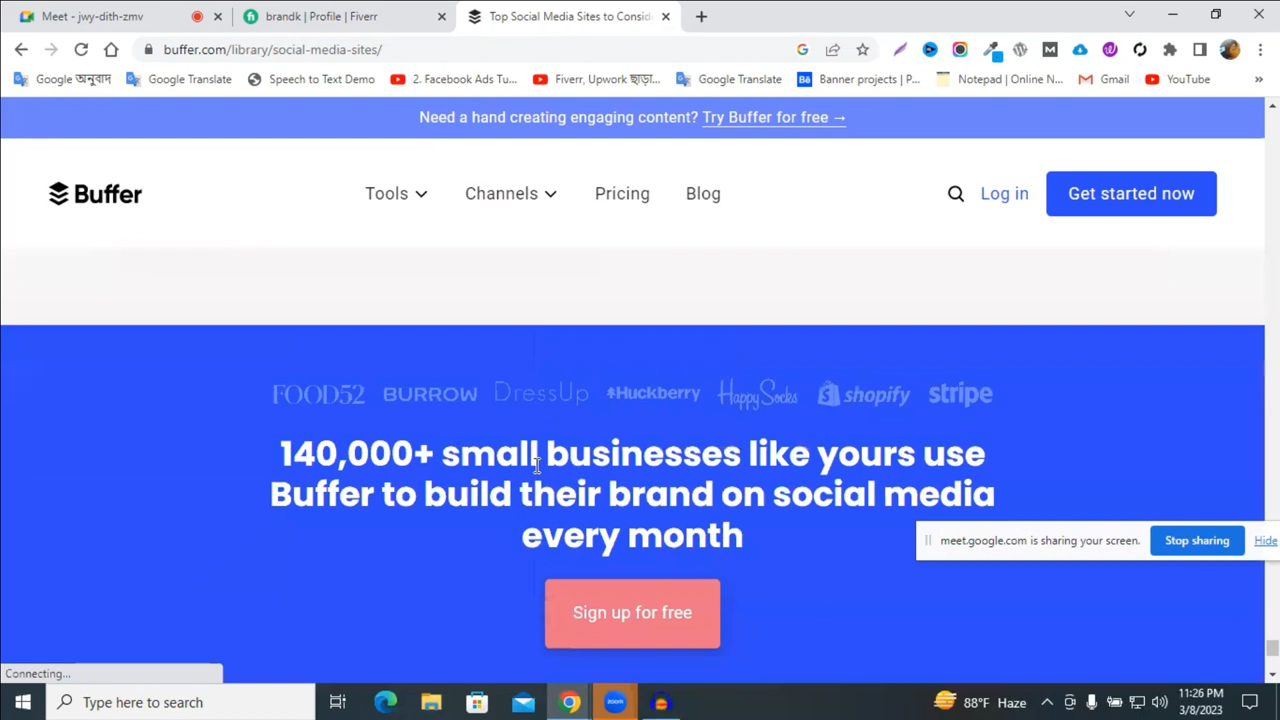 Meet - jwy-dith-zmv
brandk | Profile | Fiverr
Top Social Media Sites to Consid
buffer.com/library/social-media-sites/
Google অনুবাদ
Google Translate
Speech to Text Demo
2. Facebook Ads Tu...
Fiverr, Upwork ছাড়া...
Google Translate
Banner projects | P...
Notepad | Online N...
Gmail
YouTube
Need a hand creating engaging content? Try Buffer for free →
Buffer
Tools
Channels
Pricing
Blog
Log in
Get started now
FOOD52 BURROW DressUp Huckberry HappySocks shopify stripe
140,000+ small businesses like yours use
Buffer to build their brand on social media
every month
meet.google.com is sharing your screen. Stop sharing Hide
Sign up for free
Connecting...
Type here to search
zoom
88°F Haze
11:26 PM
3/8/2023